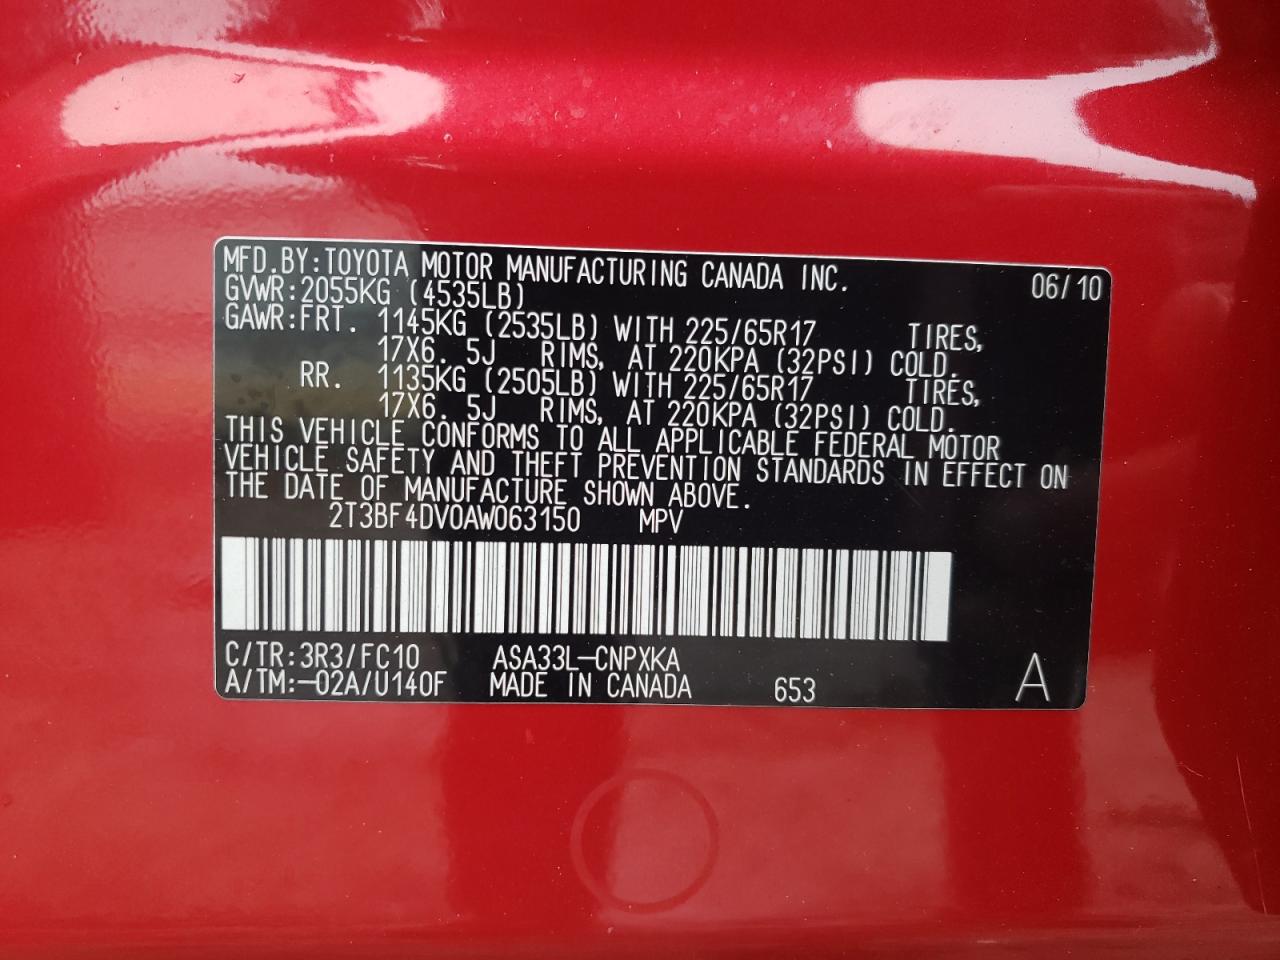 MFD.BY:TOYOTA MOTOR MANUFACTURING CANADA INC. 06/10
GVWR:2055KG (4535LB)
GAWR:FRT. 1145KG (2535LB) WITH 225/65R17 TIRES,
17X6. 5J RIMS, AT 220KPA (32PSI) COLD.
RR. 1135KG (2505LB) WITH 225/65R17 TIRES,
17X6. 5J RIMS, AT 220KPA (32PSI) COLD.
THIS VEHICLE CONFORMS TO ALL APPLICABLE FEDERAL MOTOR
VEHICLE SAFETY AND THEFT PREVENTION STANDARDS IN EFFECT ON
THE DATE OF MANUFACTURE SHOWN ABOVE.
2T3BF4DV0AW063150 MPV
C/TR:3R3/FC10 ASA33L-CNPXKA
A/TM:-02A/U140F MADE IN CANADA 653 A